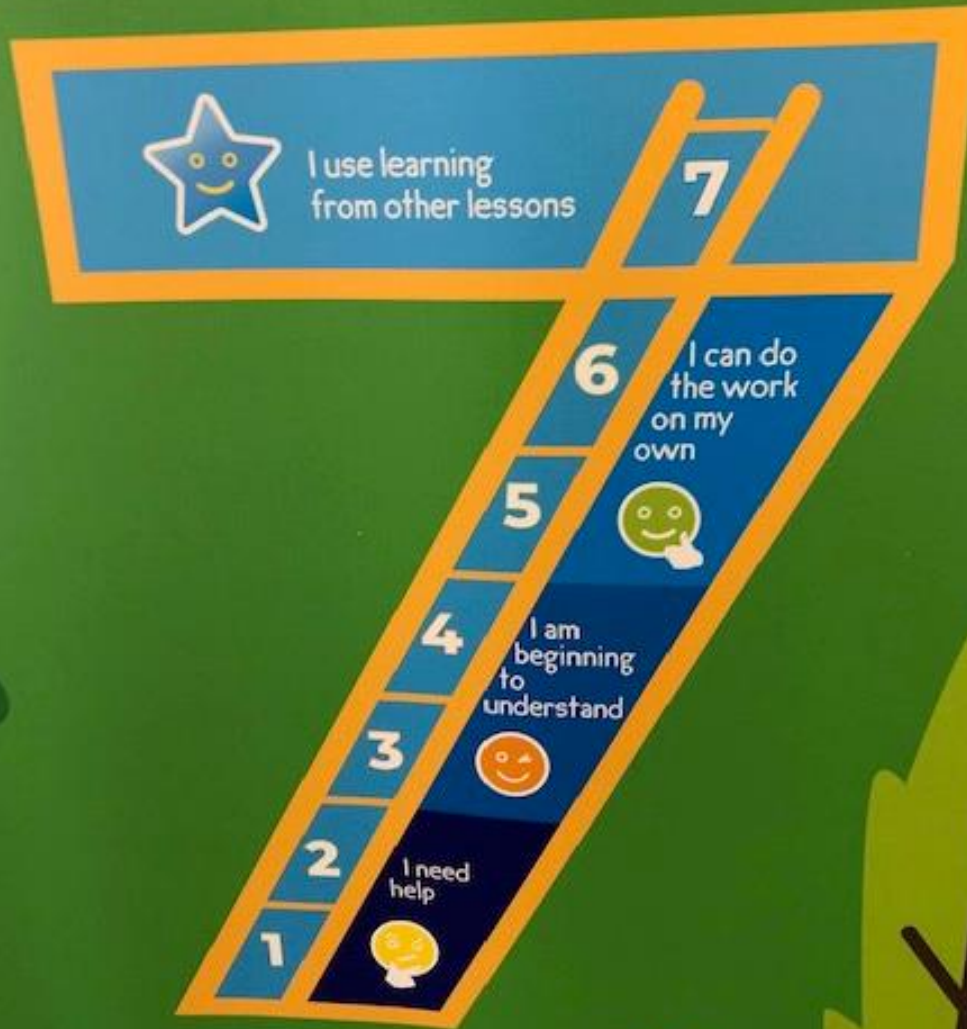 I use learning
from other lessons
7
6
I can do
the work
on my
own
5
4
I am
beginning
to
understand
3
2
I need
help
1